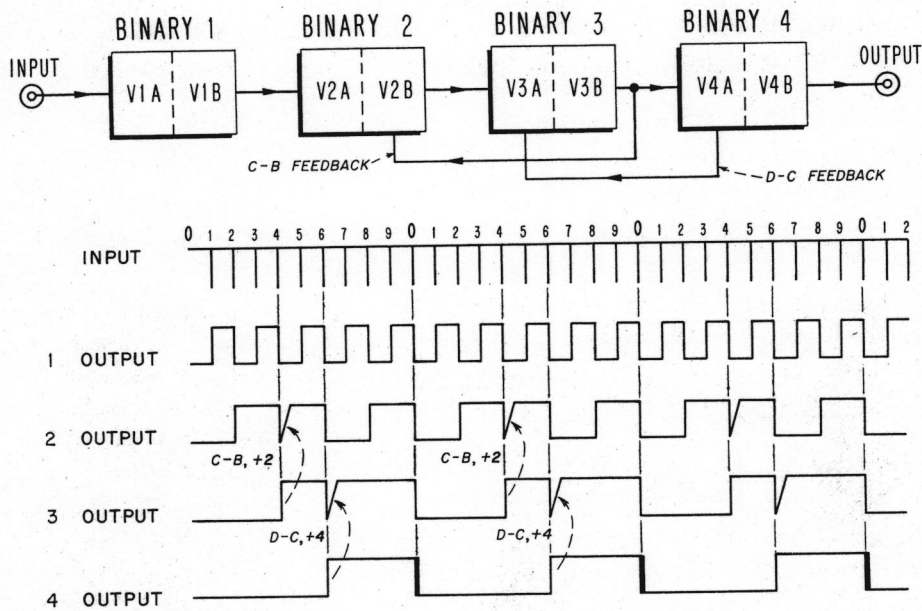 BINARY 1 BINARY 2 BINARY 3 BINARY 4
INPUT OUTPUT
V1A V1B V2A V2B V3A V3B V4A V4B
C-B FEEDBACK
D-C FEEDBACK
0 1 2 3 4 5 6 7 8 9 0 1 2 3 4 5 6 7 8 9 0 1 2 3 4 5 6 7 8 9 0 1 2
INPUT
1 OUTPUT
2 OUTPUT
C-B, +2 C-B, +2
3 OUTPUT
D-C, +4 D-C, +4
4 OUTPUT